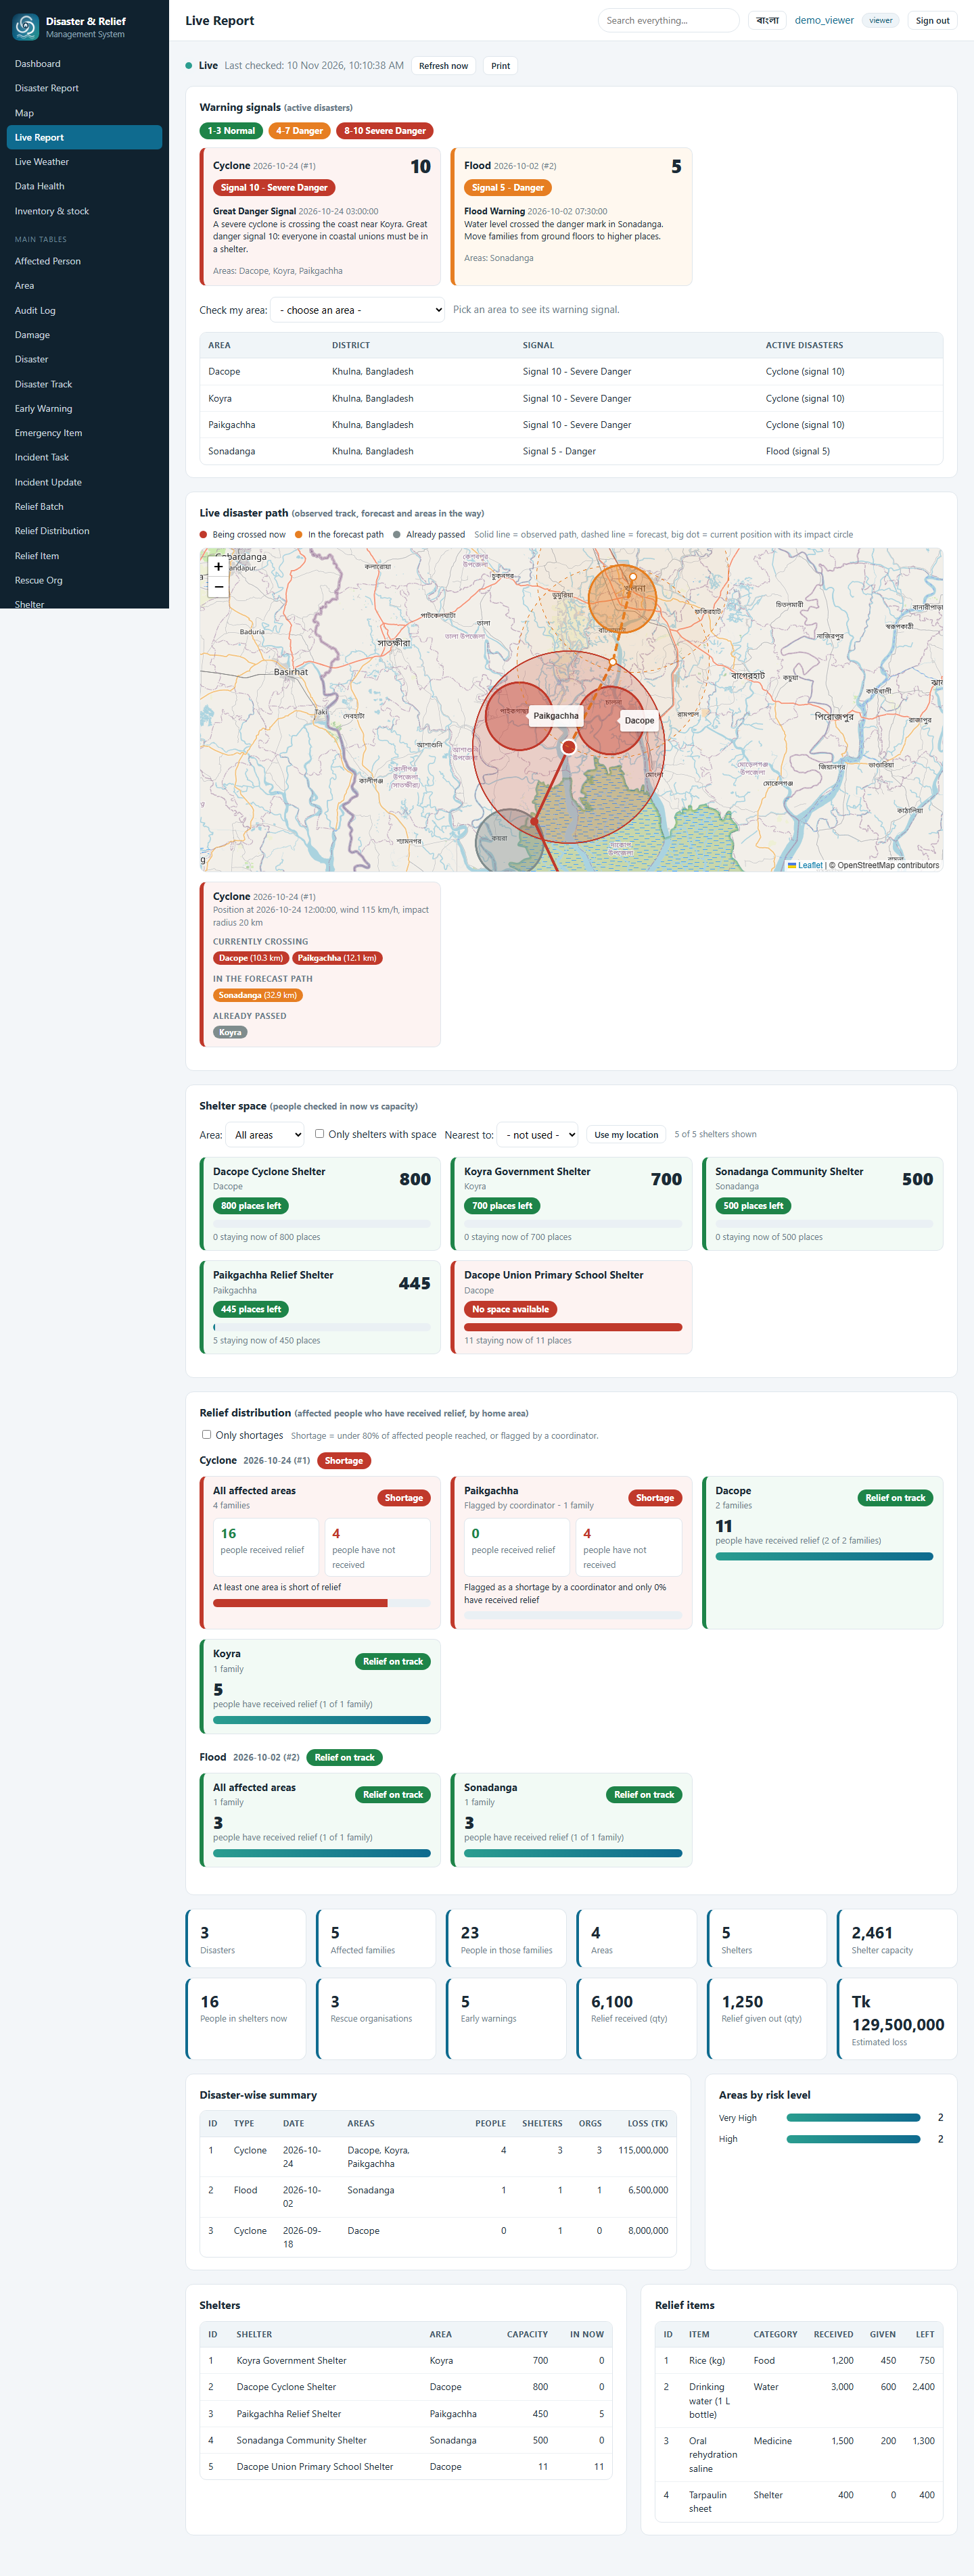 Disaster & Relief
Management System
Dashboard
Disaster Report
Map
Live Report
Live Weather
Data Health
Inventory & stock
MAIN TABLES
Affected Person
Area
Audit Log
Damage
Disaster
Disaster Track
Early Warning
Emergency Item
Incident Task
Incident Update
Relief Batch
Relief Distribution
Relief Item
Rescue Org
Shelter
Live Report
Search everything...
বাংলা
demo_viewer
viewer
Sign out
Live Last checked: 10 Nov 2026, 10:10:38 AM Refresh now Print
Warning signals (active disasters)
1-3 Normal 4-7 Danger 8-10 Severe Danger
Cyclone 2026-10-24 (#1) 10
Signal 10 - Severe Danger
Great Danger Signal 2026-10-24 03:00:00
A severe cyclone is crossing the coast near Koyra. Great
danger signal 10: everyone in coastal unions must be in
a shelter.
Areas: Dacope, Koyra, Paikgachha
Flood 2026-10-02 (#2) 5
Signal 5 - Danger
Flood Warning 2026-10-02 07:30:00
Water level crossed the danger mark in Sonadanga.
Move families from ground floors to higher places.
Areas: Sonadanga
Check my area: - choose an area - Pick an area to see its warning signal.
AREA DISTRICT SIGNAL ACTIVE DISASTERS
Dacope Khulna, Bangladesh Signal 10 - Severe Danger Cyclone (signal 10)
Koyra Khulna, Bangladesh Signal 10 - Severe Danger Cyclone (signal 10)
Paikgachha Khulna, Bangladesh Signal 10 - Severe Danger Cyclone (signal 10)
Sonadanga Khulna, Bangladesh Signal 5 - Danger Flood (signal 5)
Live disaster path (observed track, forecast and areas in the way)
Being crossed now In the forecast path Already passed Solid line = observed path, dashed line = forecast, big dot = current position with its impact circle
+
−
Baduria
Basirhat
Taki
সাতক্ষীরা
দেবহাটা
কলারোয়া
তালা
ডুমুরিয়া
ফকিরহাট
চিতলমারী
নাজিরপুর
বাগেরহাট
কচুয়া
পিরোজপুর
রামপাল
আশাশুনি
কালীগঞ্জ
শ্যামনগর
মোরেলগঞ্জ
জিয়ানগর
Paikgachha
Dacope
Leaflet | © OpenStreetMap contributors
Cyclone 2026-10-24 (#1)
Position at 2026-10-24 12:00:00, wind 115 km/h, impact
radius 20 km
CURRENTLY CROSSING
Dacope (10.3 km) Paikgachha (12.1 km)
IN THE FORECAST PATH
Sonadanga (32.9 km)
ALREADY PASSED
Koyra
Shelter space (people checked in now vs capacity)
Area: All areas Only shelters with space Nearest to: - not used - Use my location 5 of 5 shelters shown
Dacope Cyclone Shelter 800
Dacope
800 places left
0 staying now of 800 places
Koyra Government Shelter 700
Koyra
700 places left
0 staying now of 700 places
Sonadanga Community Shelter 500
Sonadanga
500 places left
0 staying now of 500 places
Paikgachha Relief Shelter 445
Paikgachha
445 places left
5 staying now of 450 places
Dacope Union Primary School Shelter
Dacope
No space available
11 staying now of 11 places
Relief distribution (affected people who have received relief, by home area)
Only shortages Shortage = under 80% of affected people reached, or flagged by a coordinator.
Cyclone 2026-10-24 (#1) Shortage
All affected areas Shortage
4 families
16
people received relief
4
people have not
received
At least one area is short of relief
Paikgachha Shortage
Flagged by coordinator - 1 family
0
people received relief
4
people have not
received
Flagged as a shortage by a coordinator and only 0%
have received relief
Dacope Relief on track
2 families
11
people have received relief (2 of 2 families)
Koyra Relief on track
1 family
5
people have received relief (1 of 1 family)
Flood 2026-10-02 (#2) Relief on track
All affected areas Relief on track
1 family
3
people have received relief (1 of 1 family)
Sonadanga Relief on track
1 family
3
people have received relief (1 of 1 family)
3
Disasters
5
Affected families
23
People in those families
4
Areas
5
Shelters
2,461
Shelter capacity
16
People in shelters now
3
Rescue organisations
5
Early warnings
6,100
Relief received (qty)
1,250
Relief given out (qty)
Tk
129,500,000
Estimated loss
Disaster-wise summary
ID TYPE DATE AREAS PEOPLE SHELTERS ORGS LOSS (TK)
1 Cyclone 2026-10- Dacope, Koyra, 4 3 3 115,000,000
24 Paikgachha
2 Flood 2026-10- Sonadanga 1 1 1 6,500,000
02
3 Cyclone 2026-09- Dacope 0 1 0 8,000,000
18
Areas by risk level
Very High 2
High 2
Shelters
ID SHELTER AREA CAPACITY IN NOW
1 Koyra Government Shelter Koyra 700 0
2 Dacope Cyclone Shelter Dacope 800 0
3 Paikgachha Relief Shelter Paikgachha 450 5
4 Sonadanga Community Shelter Sonadanga 500 0
5 Dacope Union Primary School Shelter Dacope 11 11
Relief items
ID ITEM CATEGORY RECEIVED GIVEN LEFT
1 Rice (kg) Food 1,200 450 750
2 Drinking Water 3,000 600 2,400
water (1 L
bottle)
3 Oral Medicine 1,500 200 1,300
rehydration
saline
4 Tarpaulin Shelter 400 0 400
sheet